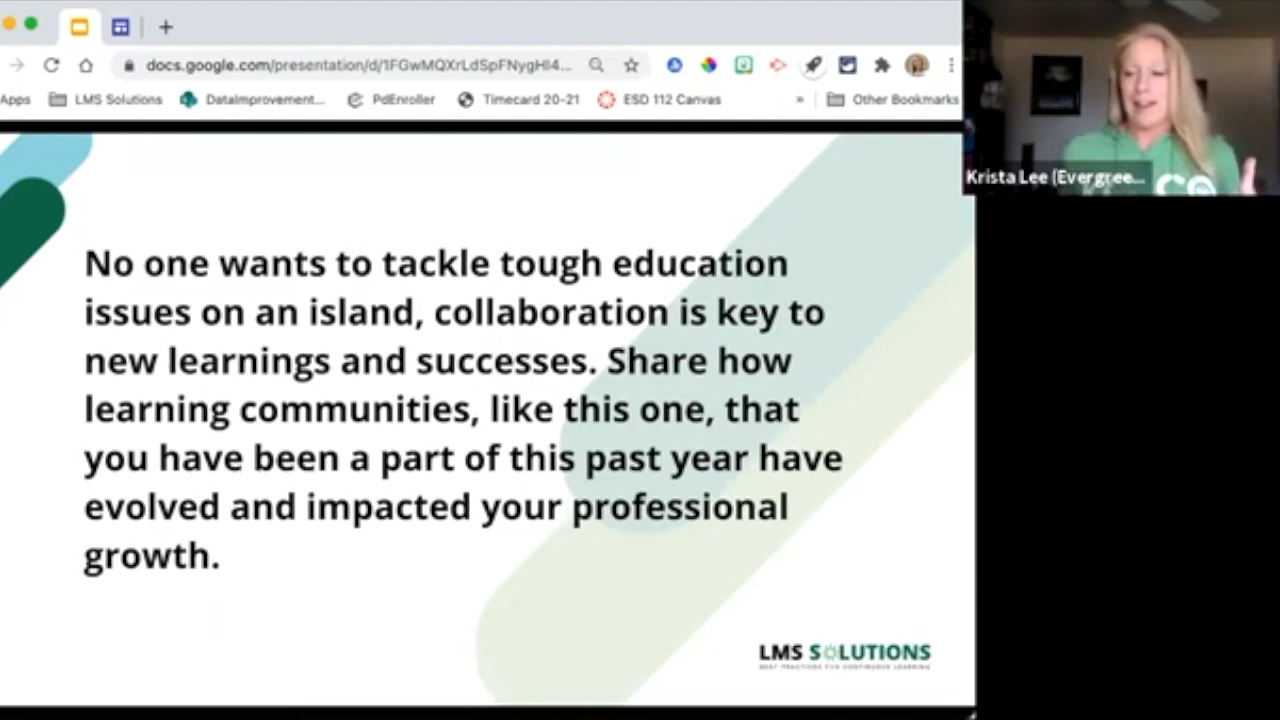 docs.google.com/presentation/d/1FGwMQXrLdSpFNygHl4...
Apps LMS Solutions DataImprovement... PdEnroller Timecard 20-21 ESD 112 Canvas » Other Bookmarks
Krista Lee (Evergree...
No one wants to tackle tough education
issues on an island, collaboration is key to
new learnings and successes. Share how
learning communities, like this one, that
you have been a part of this past year have
evolved and impacted your professional
growth.
LMS SOLUTIONS
BEST PRACTICES FOR CONTINUOUS LEARNING